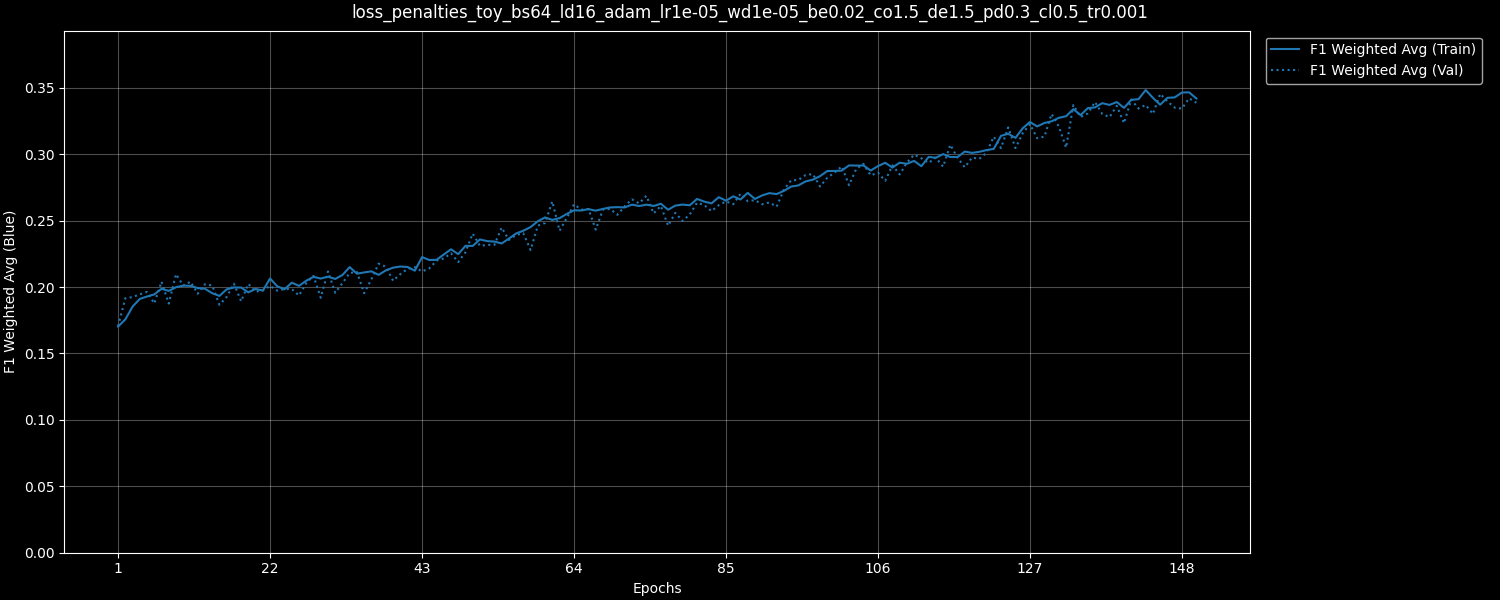 loss_penalties_toy_bs64_ld16_adam_lr1e-05_wd1e-05_be0.02_co1.5_de1.5_pd0.3_cl0.5_tr0.001
F1 Weighted Avg (Train)
F1 Weighted Avg (Val)
F1 Weighted Avg (Blue)
0.35
0.30
0.25
0.20
0.15
0.10
0.05
0.00
1 22 43 64 85 106 127 148
Epochs